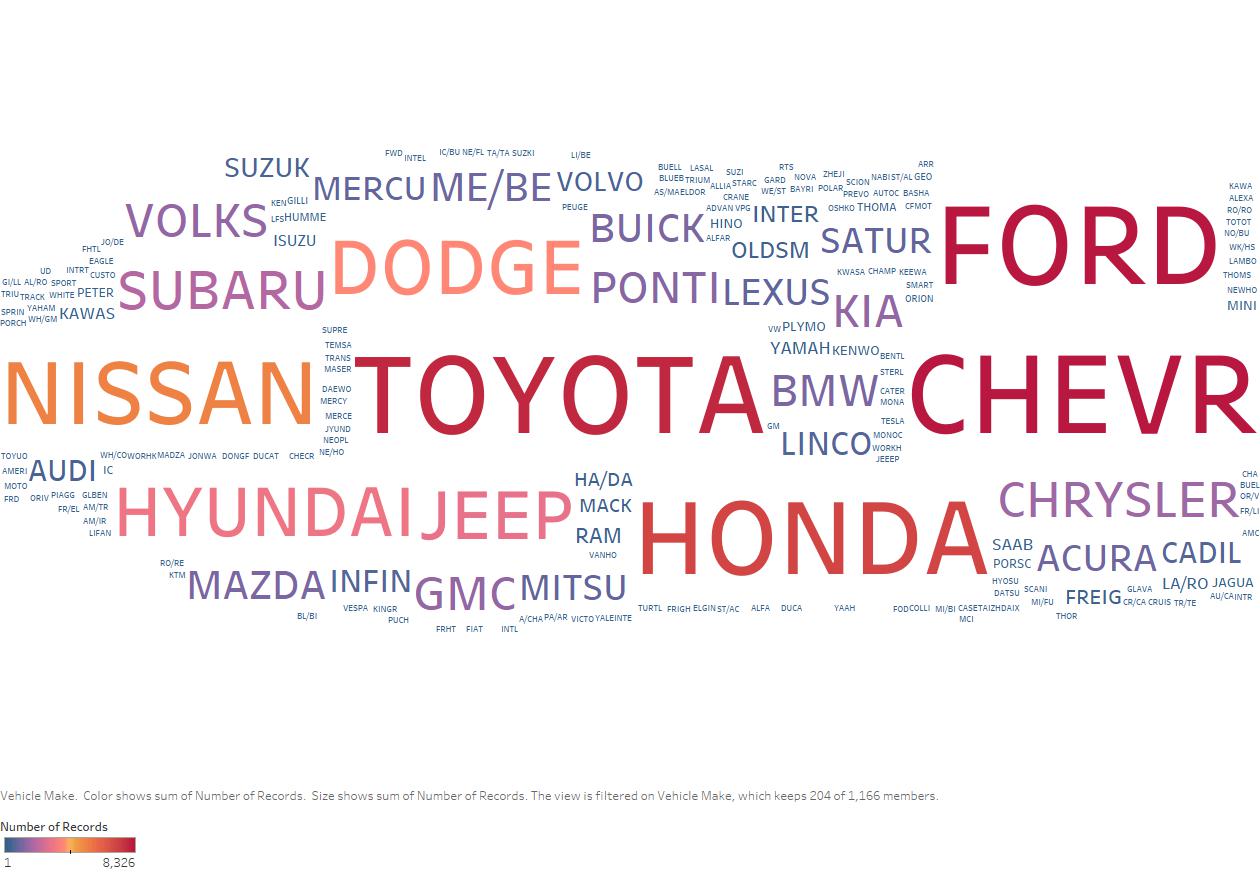 FWD INTEL IC/BU NE/FL TA/TA SUZKI LI/BE
SUZUK MERCU ME/BE VOLVO PEUGE
BUELL LASAL SUZI RTS ZHEJI ARR
BLUEB TRIUM STARC GARD NOVA SCION NABI ST/AL GEO
AS/MA ELDOR ALLIA CRANE WE/ST BAYRI POLAR PREVO AUTOC BASHA
ADVAN VPG INTER OSHKO THOMA CFMOT
KEN GILLI
LFS HUMME
VOLKS ISUZU BUICK HINO ALFAR OLDSM SATUR FORD
KAWA
ALEXA
RO/RO
TOTOT
NO/BU
WK/HS
LAMBO
THOMS
NEWHO
MINI
JO/DE
FHTL
EAGLE
UD INTRT CUSTO
GI/LL AL/RO SPORT
TRIU TRACK WHITE PETER
SPRIN YAHAM KAWAS
PORCH WH/GM
SUBARU DODGE PONTI LEXUS KIA
KWASA CHAMP KEEWA
SMART
ORION
VW PLYMO
YAMAH KENWO BENTL
SUPRE
TEMSA
TRANS
MASER
DAEWO
MERCY
MERCE
JYUND
NEOPL
NE/HO
NISSAN TOYOTA BMW CHEVR
STERL
CATER
MONA
TESLA
GM LINCO MONOC
WORKH
JEEEP
TOYUO WH/CO WORHK MADZA JONWA DONGF DUCAT CHECR
AMERI AUDI IC
MOTO
FRD ORIV PIAGG GLBEN
FR/EL AM/TR
AM/IR
LIFAN
HYUNDAI JEEP HA/DA
MACK
RAM
VANHO
HONDA CHRYSLER
CHA
BUEL
OR/V
FR/LI
AMC
SAAB ACURA CADIL
PORSC
RO/RE
KTM MAZDA INFIN GMC MITSU
HYOSU
DATSU SCANI FREIG GLAVA LA/RO JAGUA
MI/FU CR/CA CRUIS TR/TE AU/CA INTR
BL/BI VESPA KINGR PUCH
FRHT FIAT INTL A/CHA PA/AR VICTO YALE INTE
TURTL FRIGH ELGIN ST/AC ALFA DUCA YAAH FOD COLLI MI/BI CASE TAIZH DAIX
MCI THOR
Vehicle Make.  Color shows sum of Number of Records.  Size shows sum of Number of Records. The view is filtered on Vehicle Make, which keeps 204 of 1,166 members.
Number of Records
1 8,326